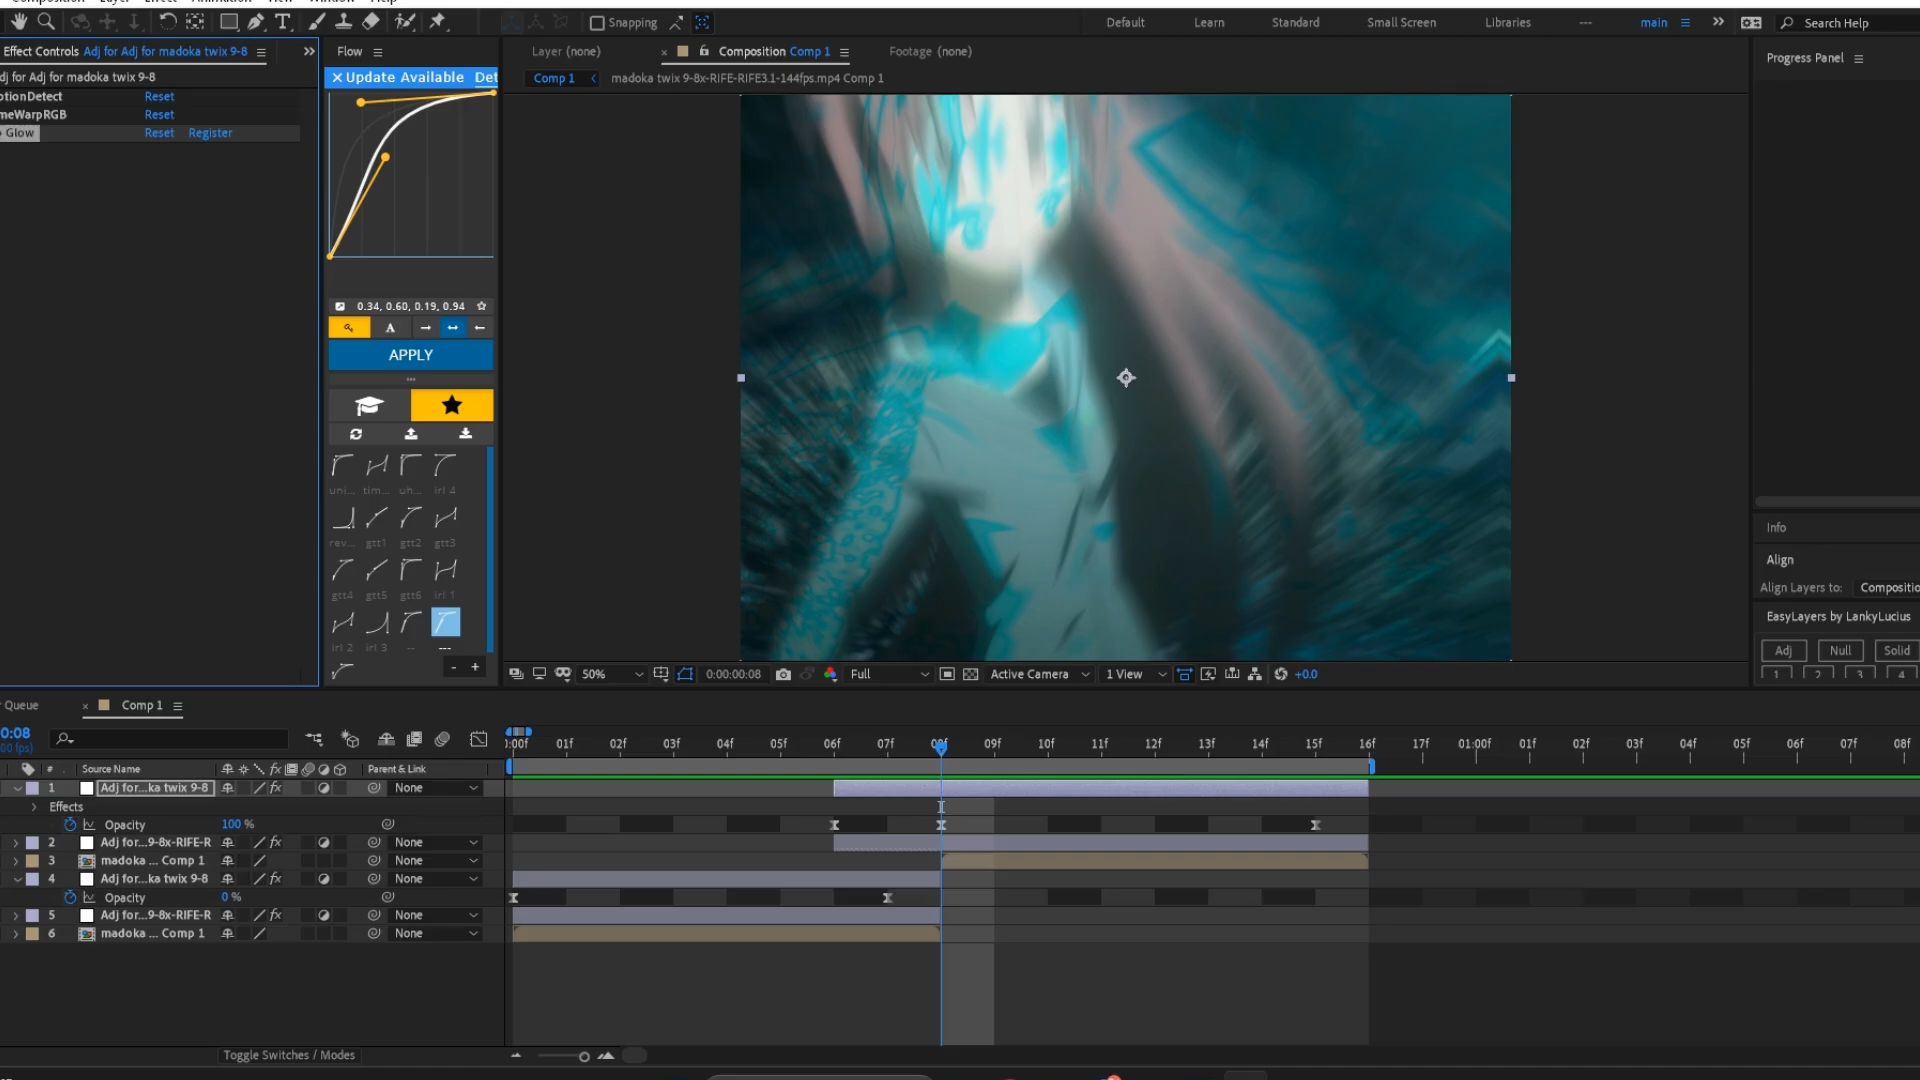 Snapping
Default
Learn
Standard
Small Screen
Libraries
main
Search Help
Effect Controls Adj for Adj for madoka twix 9-8
Flow
Layer (none)
Composition Comp 1
Footage (none)
Progress Panel
dj for Adj for madoka twix 9-8
Update Available Det
Comp 1
madoka twix 9-8x-RIFE-RIFE3.1-144fps.mp4 Comp 1
otionDetect Reset
meWarpRGB Reset
Glow Reset Register
0.34, 0.60, 0.19, 0.94
A
APPLY
uni... tim... uh... irl 4
rev... gtt1 gtt2 gtt3
gtt4 gtt5 gtt6 irl 1
irl 2 irl 3 -- ---
- +
Info
Align
Align Layers to: Compositio
EasyLayers by LankyLucius
Adj Null Solid
1 2 3 4
50% 0:00:00:08 Full Active Camera 1 View +0.0
Queue
Comp 1
0:08
00 fps)
:00f 01f 02f 03f 04f 05f 06f 07f 08f 09f 10f 11f 12f 13f 14f 15f 16f 17f 01:00f 01f 02f 03f 04f 05f 06f 07f 08f
# Source Name fx Parent & Link
1 Adj for...ka twix 9-8 fx None
Effects
Opacity 100 %
2 Adj for...9-8x-RIFE-R fx None
3 madoka ... Comp 1 None
4 Adj for...ka twix 9-8 fx None
Opacity 0 %
5 Adj for...9-8x-RIFE-R fx None
6 madoka ... Comp 1 None
Toggle Switches / Modes